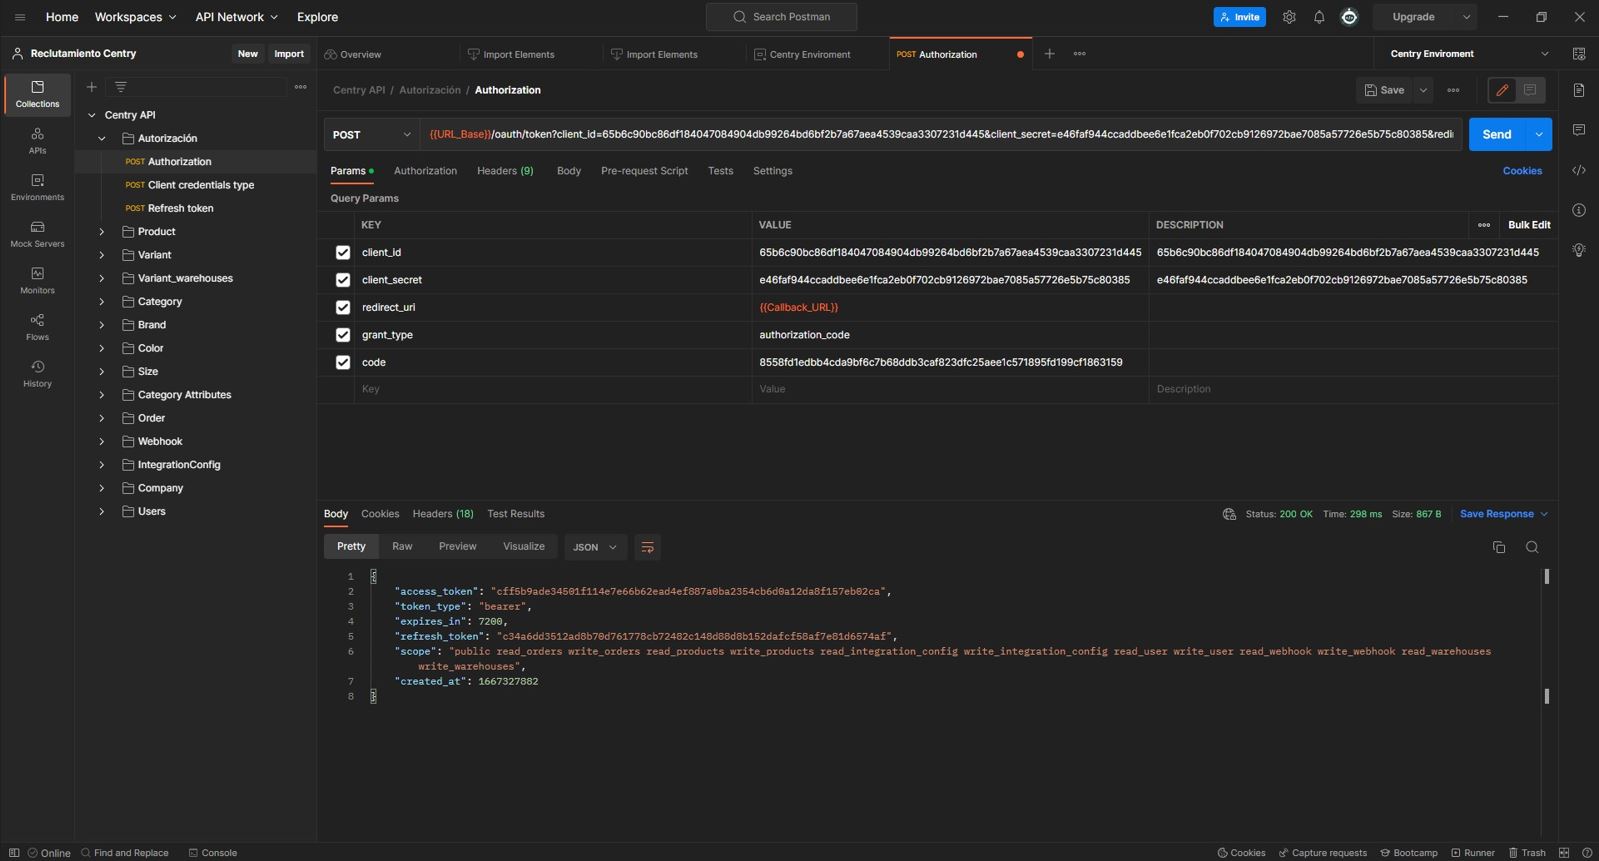 Home Workspaces API Network Explore Search Postman Invite Upgrade
Reclutamiento Centry New Import Overview Import Elements Import Elements Centry Enviroment POST Authorization Centry Enviroment
Collections
APIs
Environments
Mock Servers
Monitors
Flows
History
Centry API
Autorización
POST Authorization
POST Client credentials type
POST Refresh token
Product
Variant
Variant_warehouses
Category
Brand
Color
Size
Category Attributes
Order
Webhook
IntegrationConfig
Company
Users
Centry API / Autorización / Authorization Save
POST {{URL_Base}}/oauth/token?client_id=65b6c90bc86df184047084904db99264bd6bf2b7a67aea4539caa3307231d445&client_secret=e46faf944ccaddbee6e1fca2eb0f702cb9126972bae7085a57726e5b75c80385&redi Send
Params Authorization Headers (9) Body Pre-request Script Tests Settings Cookies
Query Params
KEY VALUE DESCRIPTION Bulk Edit
client_id 65b6c90bc86df184047084904db99264bd6bf2b7a67aea4539caa3307231d445 65b6c90bc86df184047084904db99264bd6bf2b7a67aea4539caa3307231d445
client_secret e46faf944ccaddbee6e1fca2eb0f702cb9126972bae7085a57726e5b75c80385 e46faf944ccaddbee6e1fca2eb0f702cb9126972bae7085a57726e5b75c80385
redirect_uri {{Callback_URL}}
grant_type authorization_code
code 8558fd1edbb4cda9bf6c7b68ddb3caf823dfc25aee1c571895fd199cf1863159
Key Value Description
Body Cookies Headers (18) Test Results Status: 200 OK Time: 298 ms Size: 867 B Save Response
Pretty Raw Preview Visualize JSON
1 {
2 "access_token": "cff5b9ade34501f114e7e66b62ead4ef887a0ba2354cb6d0a12da8f157eb02ca",
3 "token_type": "bearer",
4 "expires_in": 7200,
5 "refresh_token": "c34a6dd3512ad8b70d761778cb72482c148d88d8b152dafcf58af7e81d6574af",
6 "scope": "public read_orders write_orders read_products write_products read_integration_config write_integration_config read_user write_user read_webhook write_webhook read_warehouses
write_warehouses",
7 "created_at": 1667327882
8 }
Online Find and Replace Console Cookies Capture requests Bootcamp Runner Trash